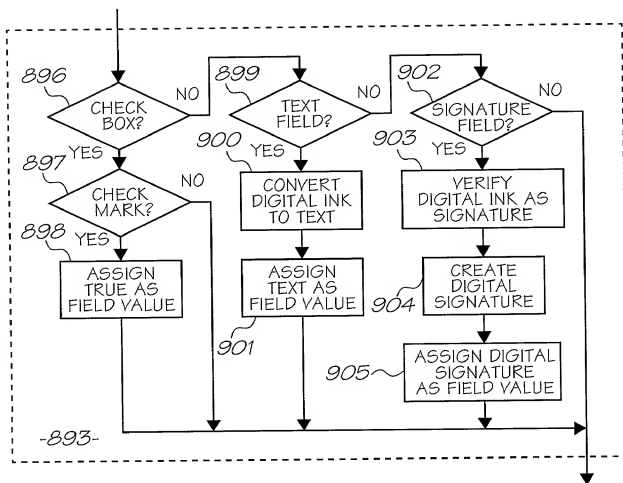 896
CHECK
BOX?
NO
YES
897
CHECK
MARK?
NO
YES
898
ASSIGN
TRUE AS
FIELD VALUE
899
TEXT
FIELD?
NO
YES
900
CONVERT
DIGITAL INK
TO TEXT
ASSIGN
TEXT AS
FIELD VALUE
901
902
SIGNATURE
FIELD?
NO
YES
903
VERIFY
DIGITAL INK AS
SIGNATURE
CREATE
DIGITAL
SIGNATURE
904
ASSIGN DIGITAL
SIGNATURE
AS FIELD VALUE
905
-893-